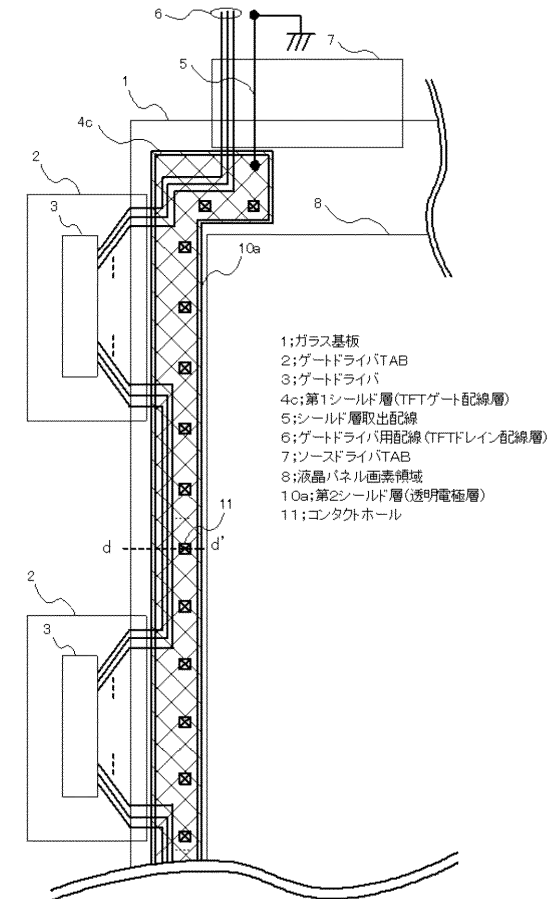 6
7
5
1
4c
2
3
8
10a
1;ガラス基板
2;ゲートドライバTAB
3;ゲートドライバ
4c;第1シールド層(TFTゲート配線層)
5;シールド層取出配線
6;ゲートドライバ用配線(TFTドレイン配線層)
7;ソースドライバTAB
8;液晶パネル画素領域
10a;第2シールド層(透明電極層)
11;コンタクトホール
11
d d'
2
3